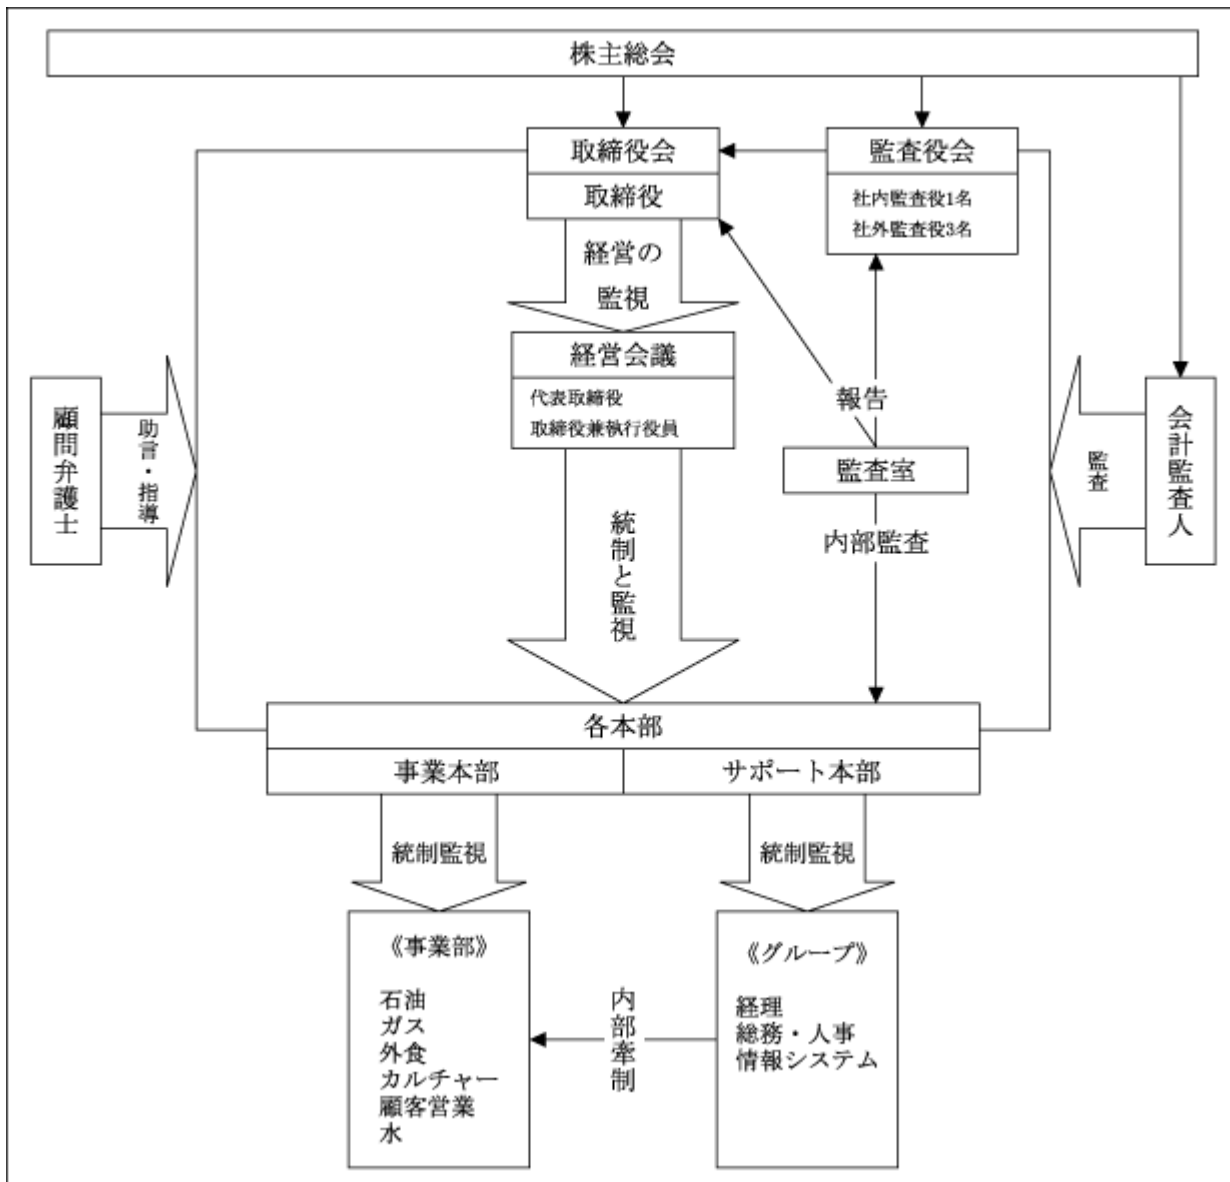 株主総会
取締役会
取締役
監査役会
社内監査役1名
社外監査役3名
経営の
監視
経営会議
代表取締役
取締役兼執行役員
報告
監査室
内部監査
顧問弁護士
助言・指導
会計監査人
監査
統制と監視
各本部
事業本部
サポート本部
統制監視
統制監視
《事業部》
石油
ガス
外食
カルチャー
顧客営業
水
内部牽制
《グループ》
経理
総務・人事
情報システム